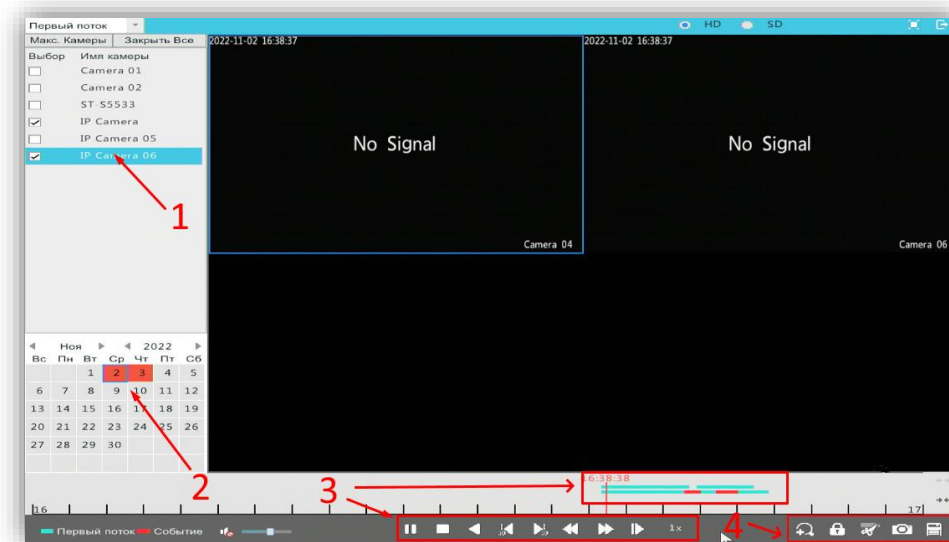 Первый поток
HD SD
Макс. Камеры Закрыть Все
Выбор Имя камеры
Camera 01
Camera 02
ST-S5533
IP Camera
IP Camera 05
IP Camera 06
1
2022-11-02 16:38:37
No Signal
Camera 04
2022-11-02 16:38:37
No Signal
Camera 06
Ноя 2022
Вс Пн Вт Ср Чт Пт Сб
1 2 3 4 5
6 7 8 9 10 11 12
13 14 15 16 17 18 19
20 21 22 23 24 25 26
27 28 29 30
2
3
16:38:38
16 17
Первый поток Событие
1x
4